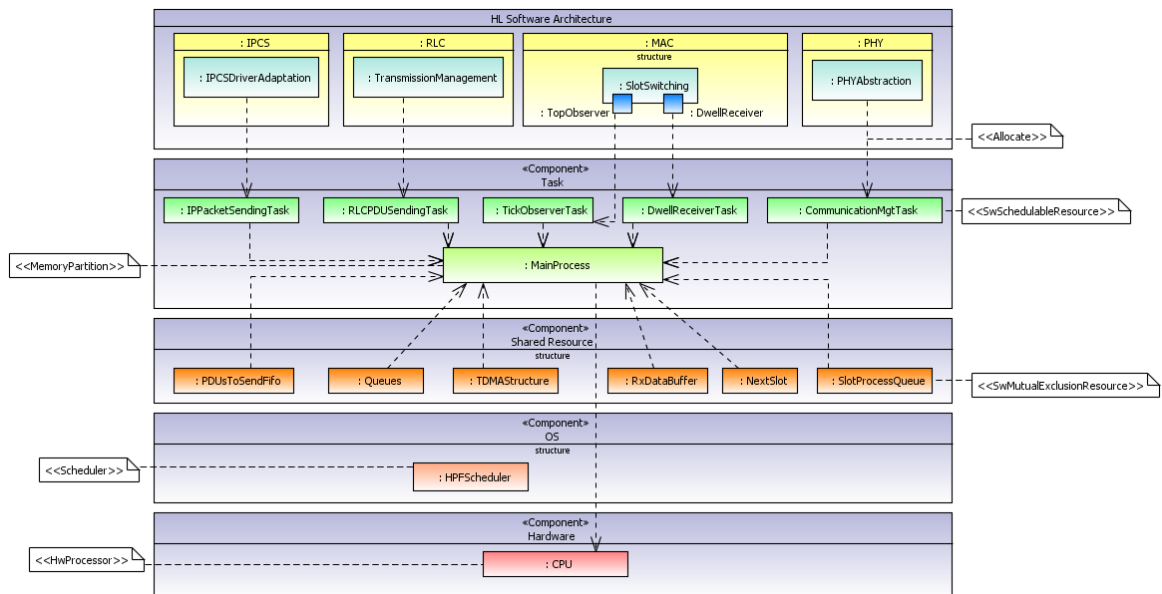 HL Software Architecture
: IPCS
: RLC
: MAC
: PHY
structure
: IPCSDriverAdaptation
: TransmissionManagement
: SlotSwitching
: PHYAbstraction
: TopObserver
: DwellReceiver
<<Allocate>>
«Component»
Task
: IPPacketSendingTask
: RLCPDUSendingTask
: TickObserverTask
: DwellReceiverTask
: CommunicationMgtTask
<<SwSchedulableResource>>
<<MemoryPartition>>
: MainProcess
«Component»
Shared Resource
structure
: PDUsToSendFifo
: Queues
: TDMAStructure
: RxDataBuffer
: NextSlot
: SlotProcessQueue
<<SwMutualExclusionResource>>
«Component»
OS
structure
<<Scheduler>>
: HPFScheduler
«Component»
Hardware
<<HwProcessor>>
: CPU